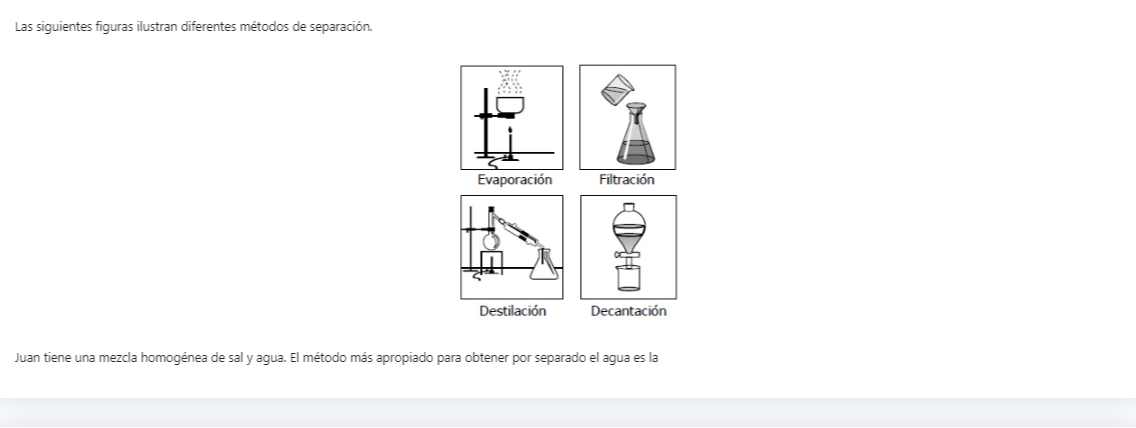 Las siguientes figuras ilustran diferentes métodos de separación.
Evaporación
Filtración
Destilación
Decantación
Juan tiene una mezcla homogénea de sal y agua. El método más apropiado para obtener por separado el agua es la